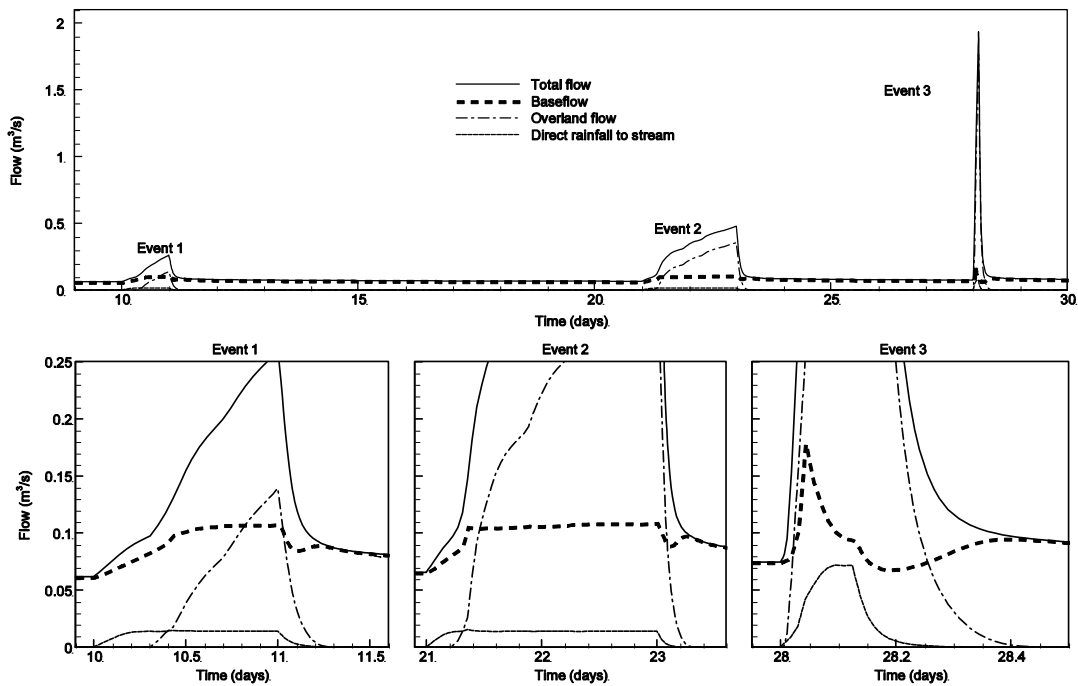 2
1.5
1.
0.5
0.
Flow (m³/s)
Total flow
Baseflow
Overland flow
Direct rainfall to stream
Event 1
Event 2
Event 3
10. 15. 20. 25. 30.
Time (days).
Event 1
0.25
0.2
0.15
0.1
0.05
0.
Flow (m³/s)
10. 10.5 11. 11.5
Time (days).
Event 2
21. 22 23
Time (days).
Event 3
28. 28.2 28.4
Time (days).